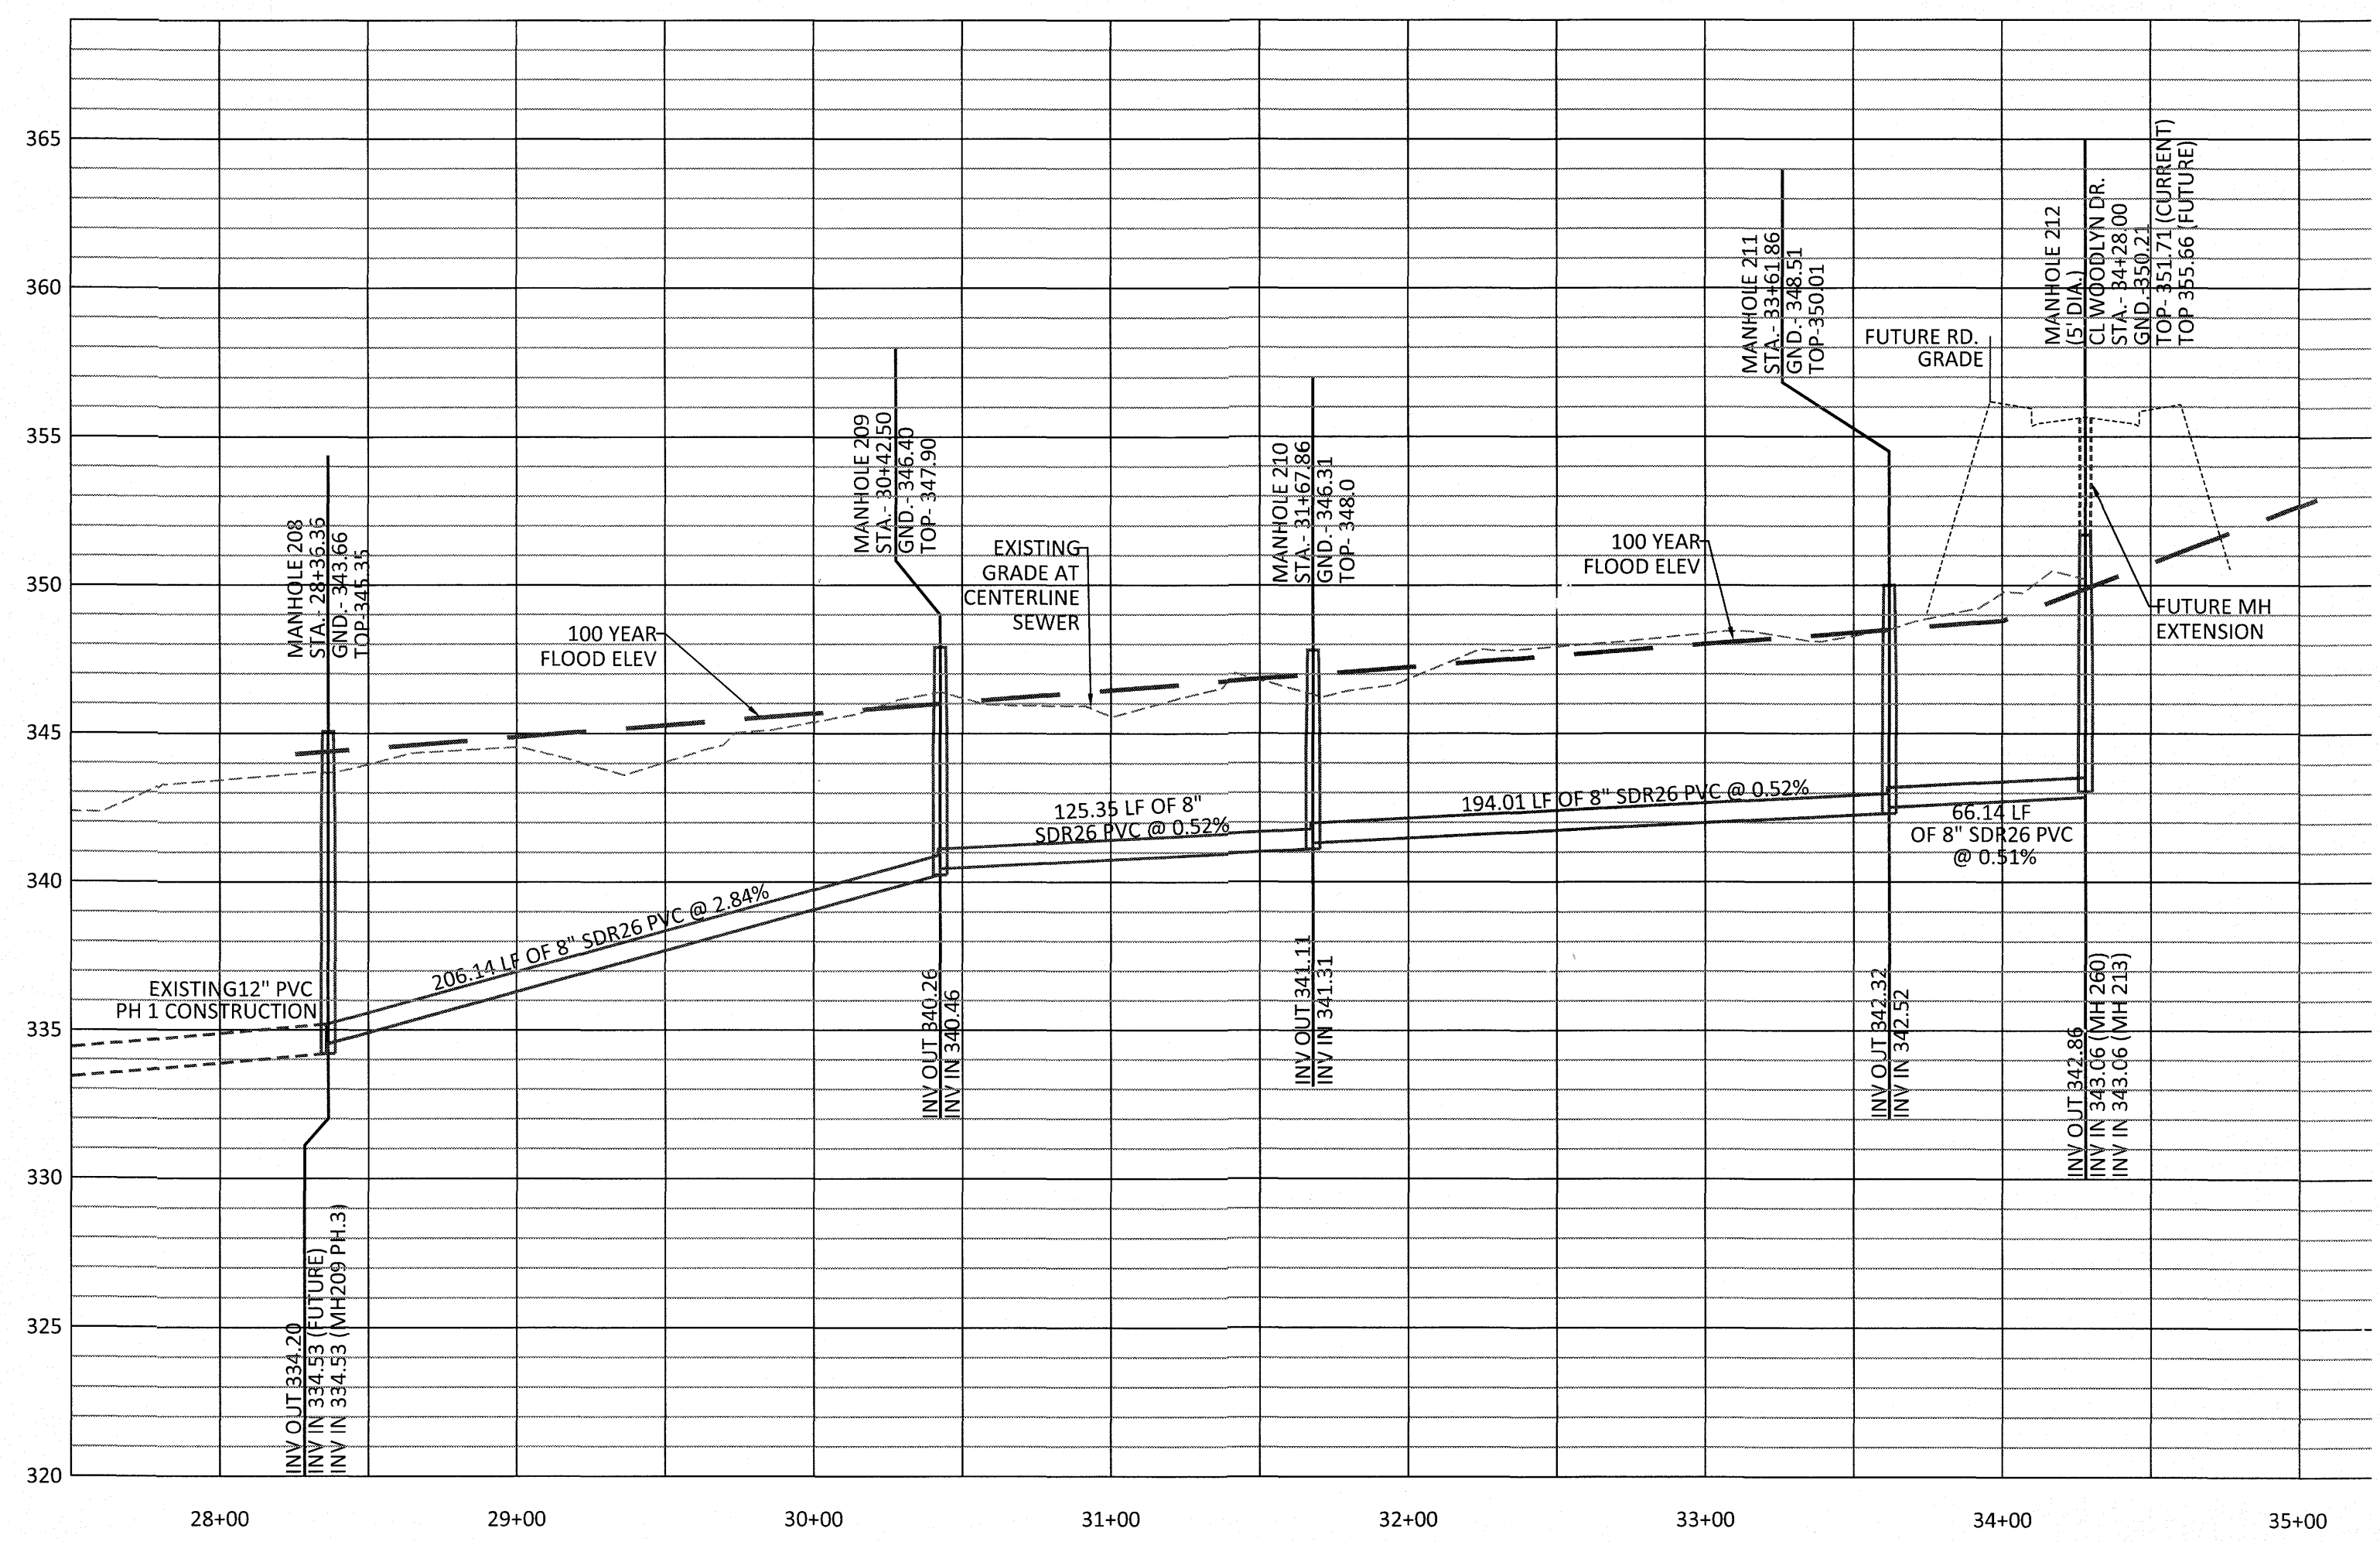 365
360
355
350
345
340
335
330
325
320
MANHOLE 208
STA.- 28+36.36
GND.- 343.66
TOP-345.35
MANHOLE 209
STA.- 30+42.50
GND.- 346.40
TOP- 347.90
MANHOLE 210
STA.- 31+67.86
GND.- 346.31
TOP- 348.0
MANHOLE 211
STA.- 33+61.86
GND.- 348.51
TOP-350.01
MANHOLE 212
(5' DIA.)
CL WOODLYN DR.
STA.- 34+28.00
GND.-350.21
TOP- 351.71 (CURRENT)
TOP 355.66 (FUTURE)
FUTURE RD.
GRADE
100 YEAR
FLOOD ELEV
EXISTING
GRADE AT
CENTERLINE
SEWER
100 YEAR
FLOOD ELEV
FUTURE MH
EXTENSION
EXISTING12" PVC
PH 1 CONSTRUCTION
206.14 LF OF 8" SDR26 PVC @ 2.84%
125.35 LF OF 8"
SDR26 PVC @ 0.52%
194.01 LF OF 8" SDR26 PVC @ 0.52%
66.14 LF
OF 8" SDR26 PVC
@ 0.51%
INV OUT 334.20
INV IN 334.53 (FUTURE)
INV IN 334.53 (MH209 PH.3)
INV OUT 340.26
INV IN 340.46
INV OUT 341.11
INV IN 341.31
INV OUT 342.32
INV IN 342.52
INV OUT 342.86
INV IN 343.06 (MH 260)
INV IN 343.06 (MH 213)
28+00
29+00
30+00
31+00
32+00
33+00
34+00
35+00